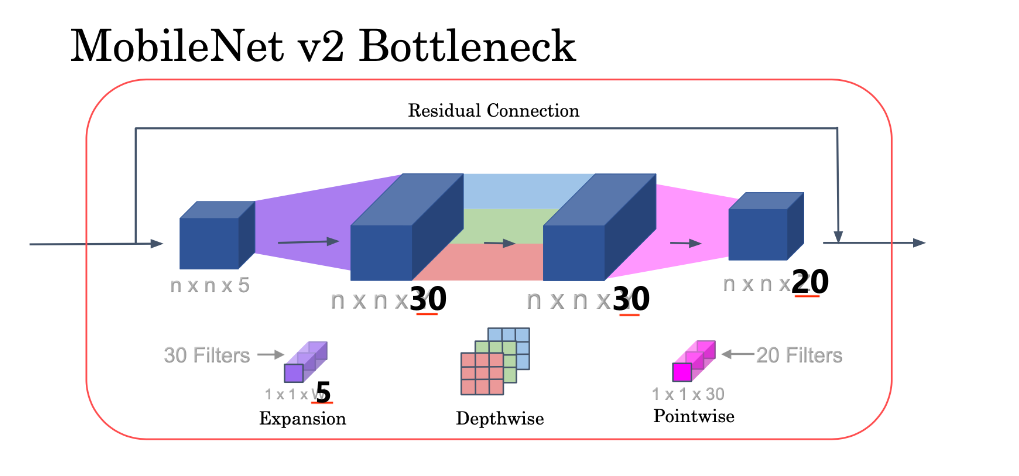 MobileNet v2 Bottleneck
Residual Connection
n x n x 5
n x n x 30
n x n x 30
n x n x 20
30 Filters
20 Filters
1 x 1 x 5
1 x 1 x 30
Expansion
Depthwise
Pointwise